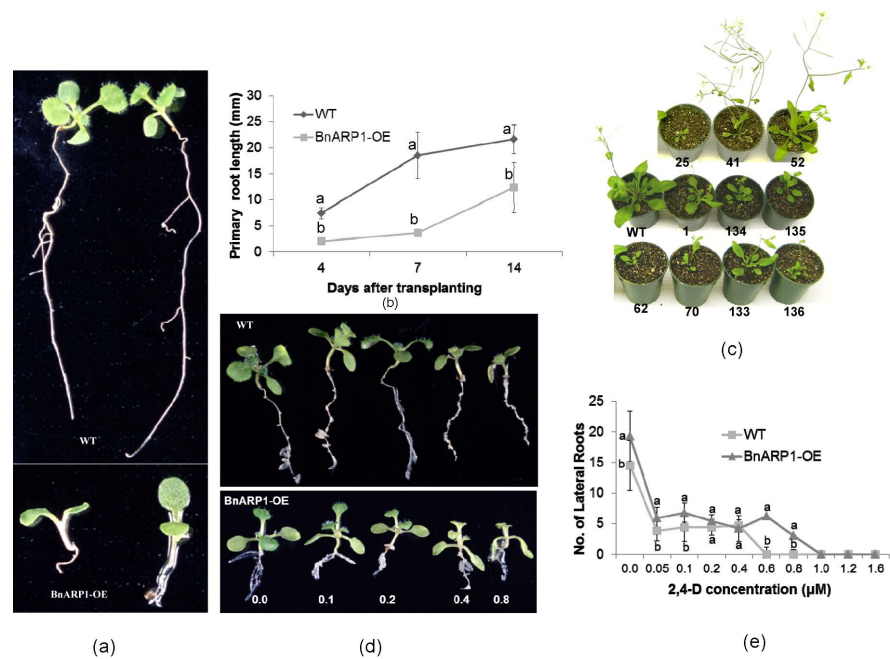 WT
BnARP1-OE
(a)
Primary root length (mm)
35
30
25
20
15
10
5
0
WT
BnARP1-OE
a
a
a
b
b
b
4 7 14
Days after transplanting
(b)
25 41 52
WT 1 134 135
62 70 133 136
(c)
WT
BnARP1-OE
0.0 0.1 0.2 0.4 0.8
(d)
No. of Lateral Roots
25
20
15
10
5
0
WT
BnARP1-OE
a
b
a a a a a a
b b a a b b
0.0 0.05 0.1 0.2 0.4 0.6 0.8 1.0 1.2 1.6
2,4-D concentration (µM)
(e)